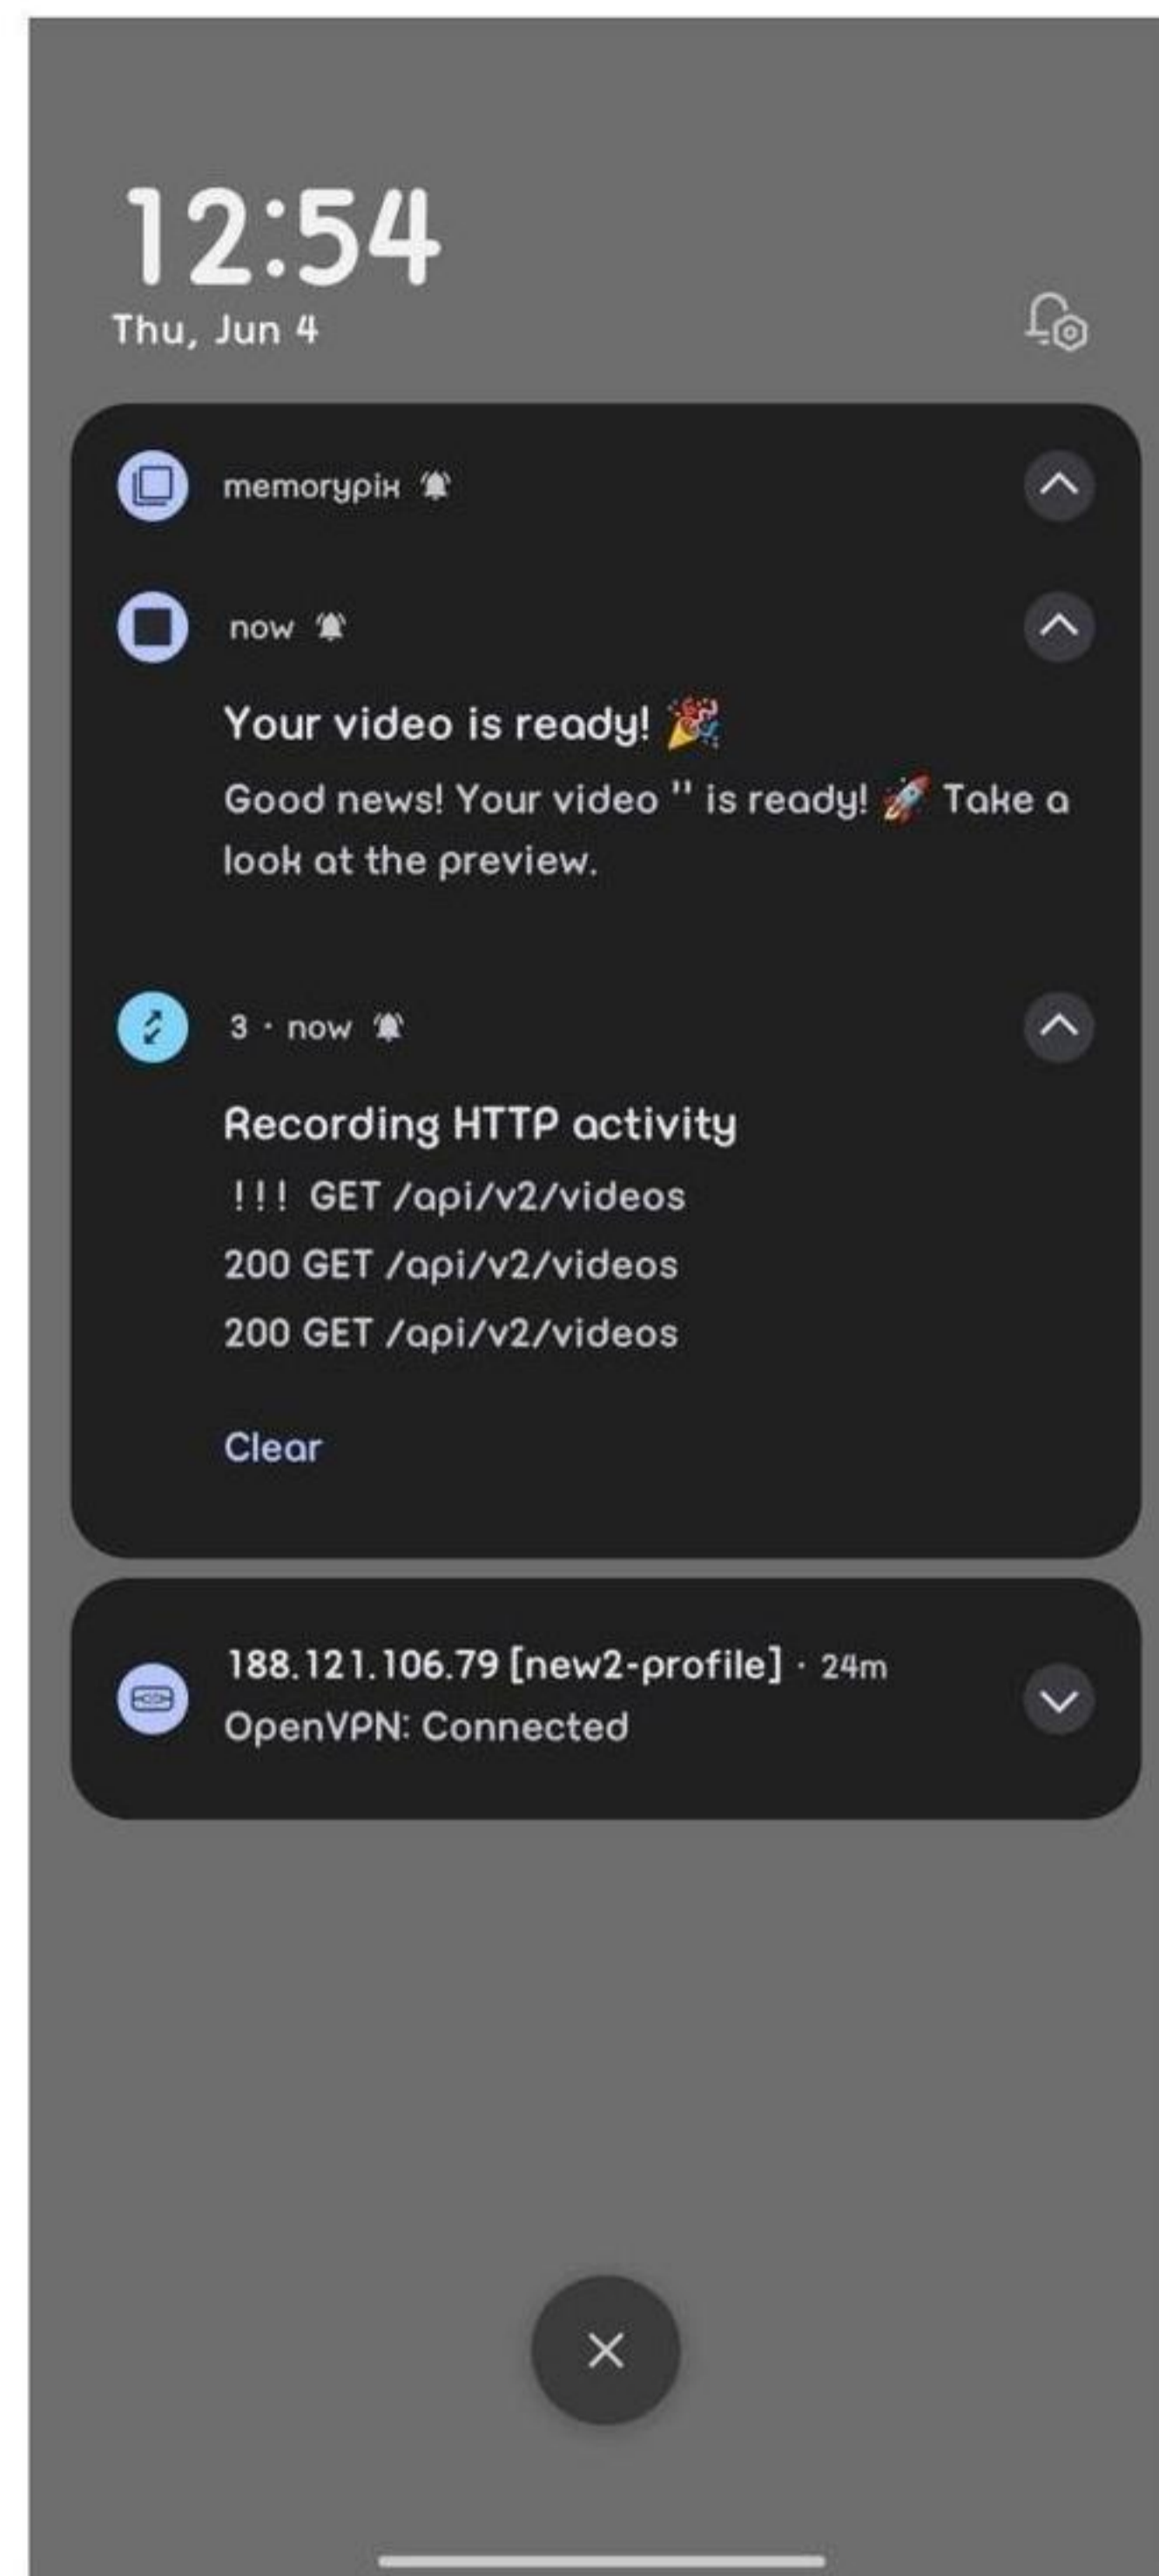 12:54
Thu, Jun 4
memorypix
now
Your video is ready! 🎉
Good news! Your video '' is ready! 🚀 Take a
look at the preview.
3 · now
Recording HTTP activity
!!! GET /api/v2/videos
200 GET /api/v2/videos
200 GET /api/v2/videos
Clear
188.121.106.79 [new2-profile] · 24m
OpenVPN: Connected